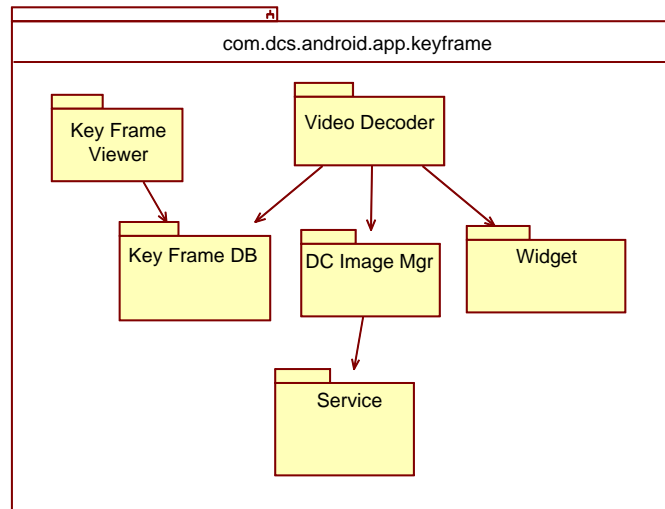 com.dcs.android.app.keyframe
Key Frame
Viewer
Video Decoder
Key Frame DB
DC Image Mgr
Widget
Service